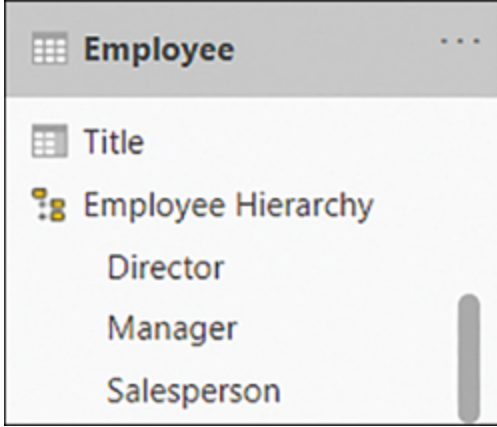 Employee
Title
Employee Hierarchy
Director
Manager
Salesperson